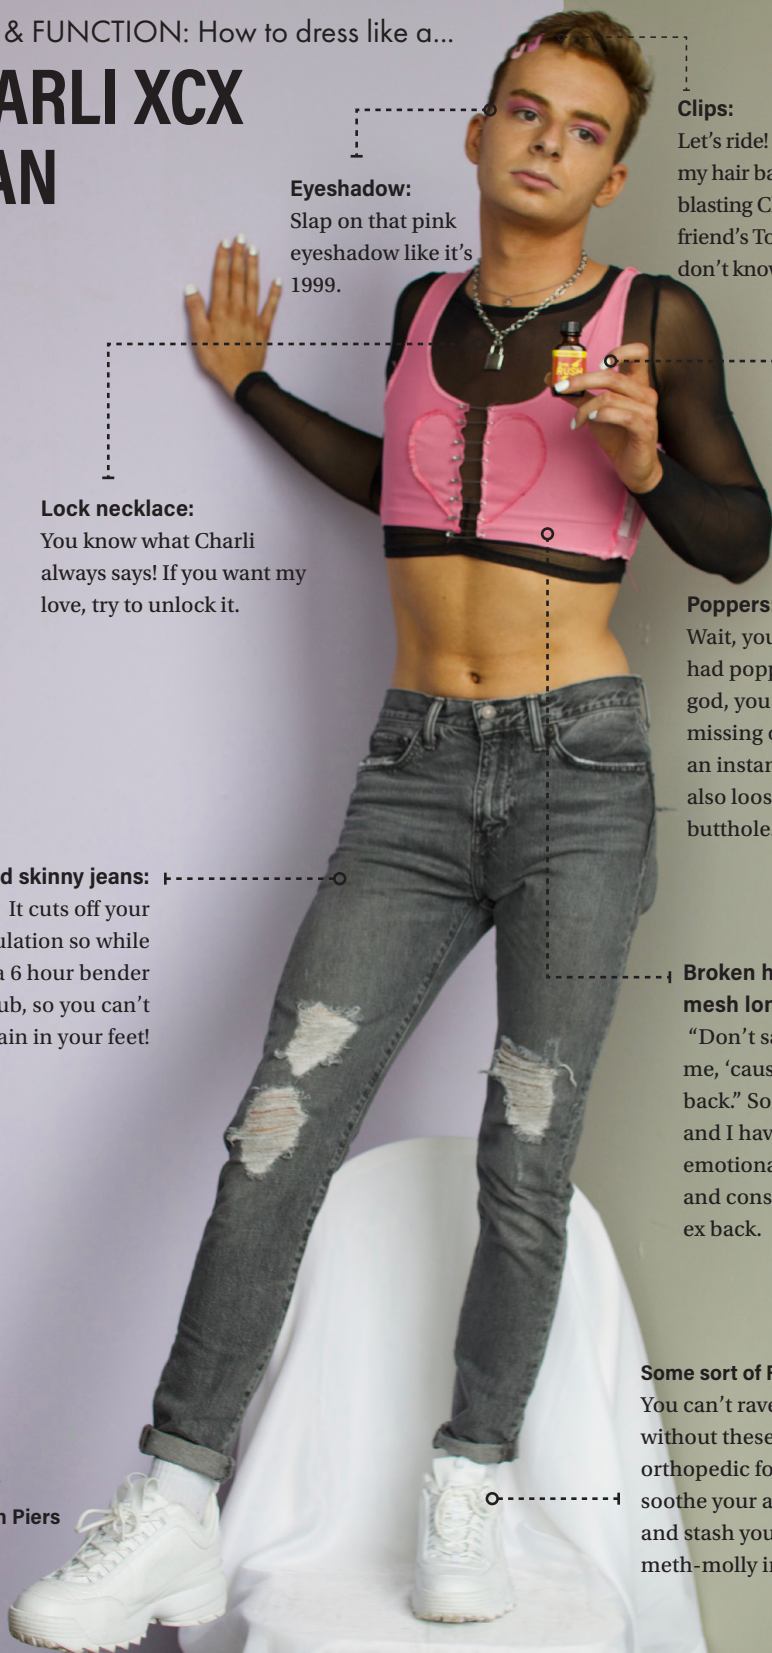 & FUNCTION: How to dress like a...
ARLI XCX
AN
Clips:
Let’s ride!
my hair ba
blasting C
friend’s To
don’t know
Eyeshadow:
Slap on that pink
eyeshadow like it’s
1999.
RUSH
Lock necklace:
You know what Charli
always says! If you want my
love, try to unlock it.
Poppers:
Wait, you
had popp
god, you
missing
an instan
also loos
butthole.
d skinny jeans:
It cuts off your
ulation so while
a 6 hour bender
ub, so you can’t
ain in your feet!
Broken h
mesh lon
“Don’t sa
me, ‘caus
back.” So
and I hav
emotiona
and cons
ex back.
Some sort of
You can’t rave
without these
orthopedic fo
soothe your a
and stash you
meth-molly i
n Piers